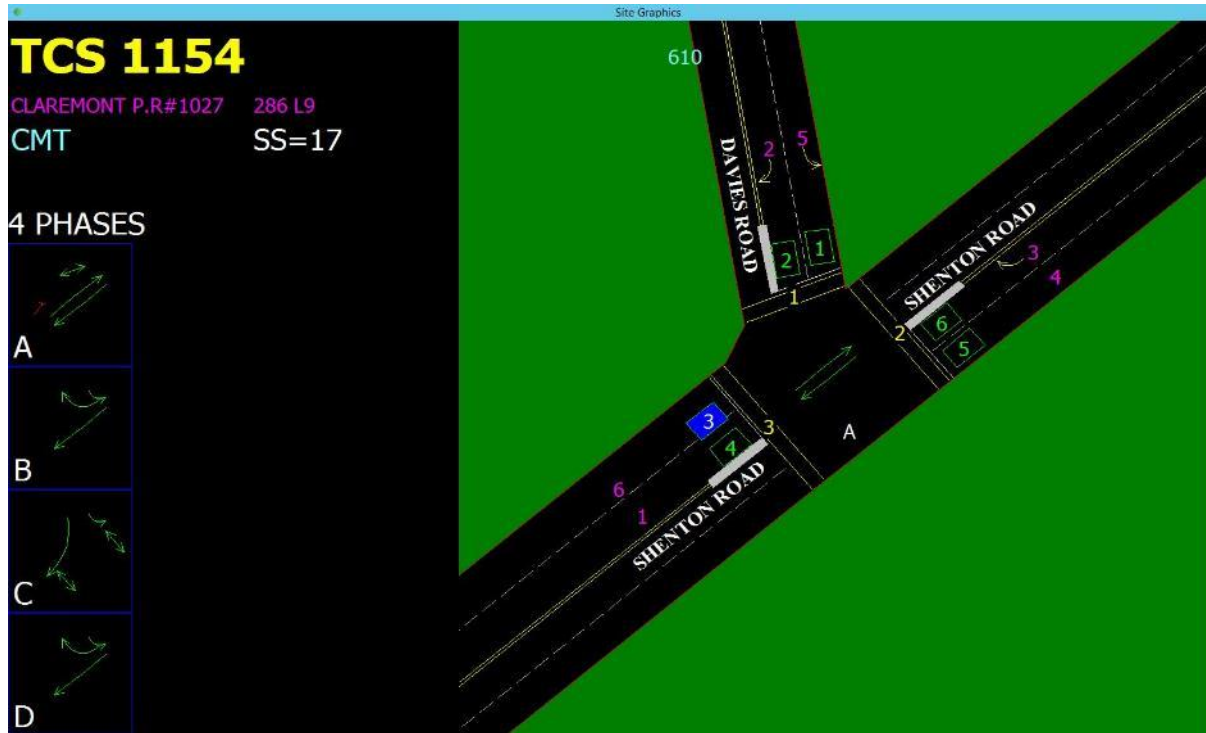 Site Graphics
TCS 1154
CLAREMONT P.R#1027 286 L9
CMT SS=17
4 PHASES
A
B
C
D
610
DAVIES ROAD
2
5
2
1
1
SHENTON ROAD
3
4
2
6
5
A
3
4
3
6
1
SHENTON ROAD